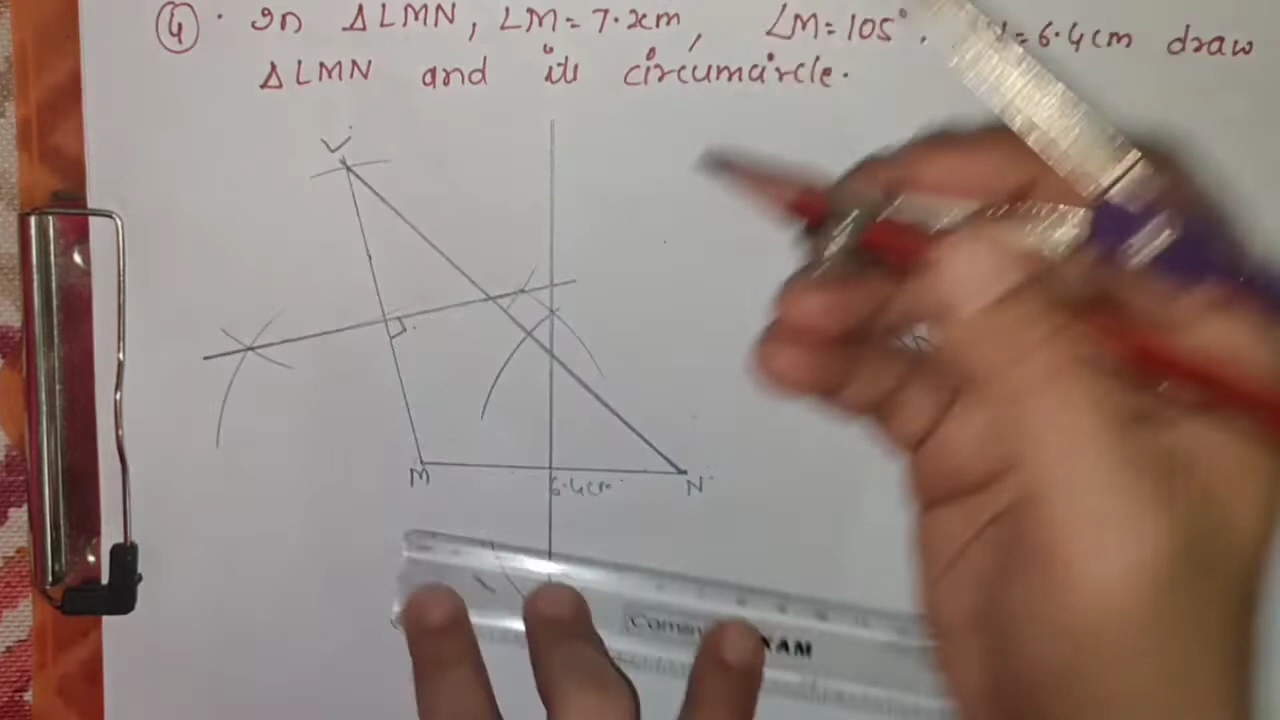 ④. In ΔLMN, LM = 7.2cm, ∠M = 105°. = 6.4cm draw
ΔLMN and its circumcircle.
L
M
N
6.4cm